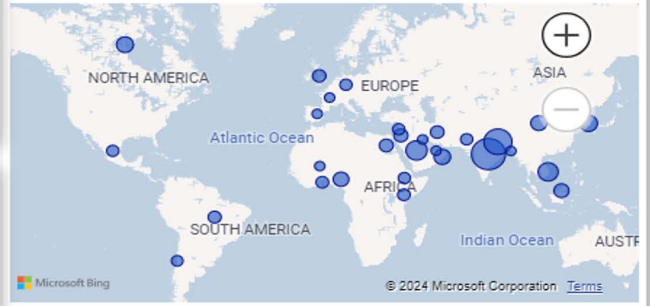 ASIA
NORTH AMERICA
EUROPE
Atlantic Ocean
AFRICA
SOUTH AMERICA
Indian Ocean
AUSTR
Microsoft Bing
© 2024 Microsoft Corporation Terms